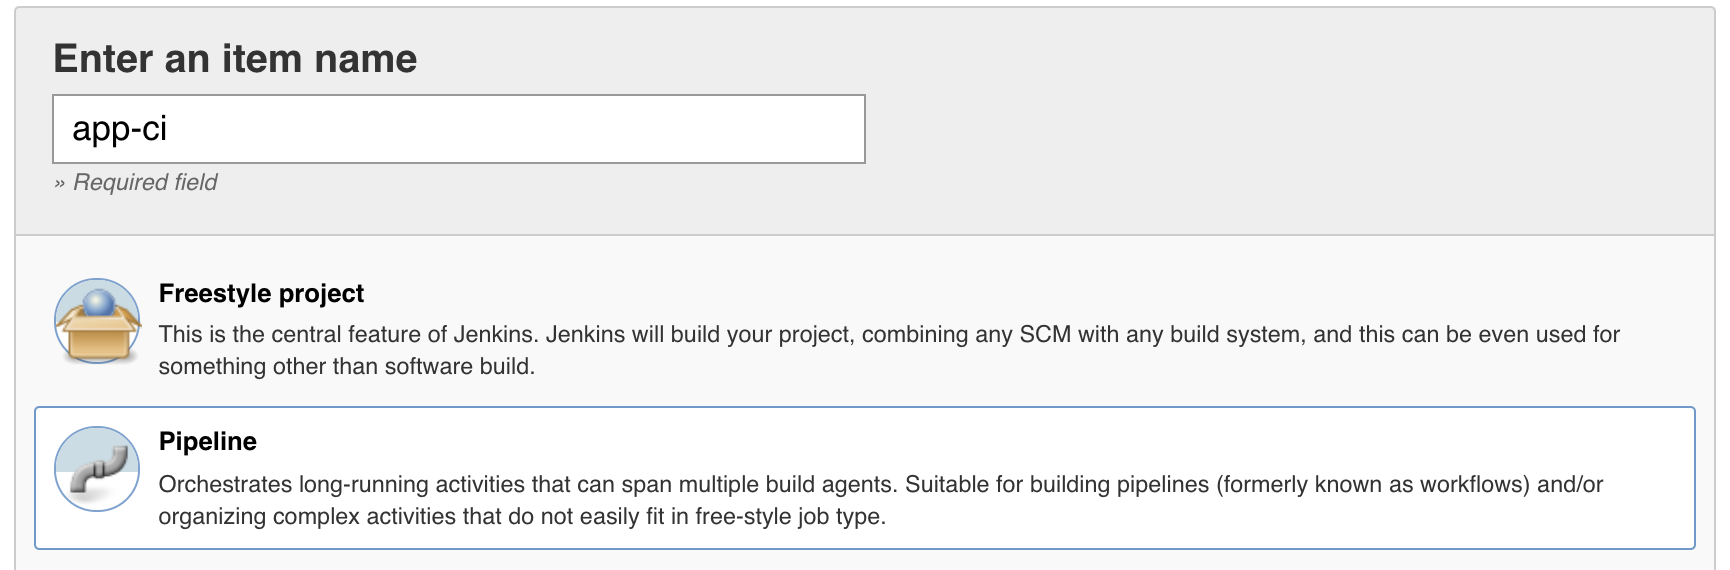 Enter an item name
app-ci
» Required field
Freestyle project
This is the central feature of Jenkins. Jenkins will build your project, combining any SCM with any build system, and this can be even used for
something other than software build.
Pipeline
Orchestrates long-running activities that can span multiple build agents. Suitable for building pipelines (formerly known as workflows) and/or
organizing complex activities that do not easily fit in free-style job type.